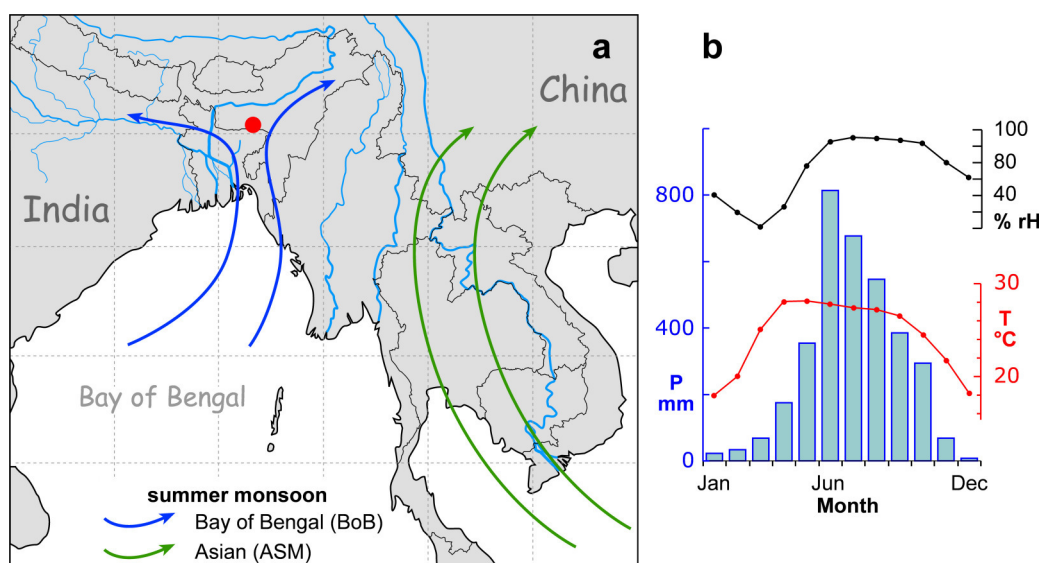 a
China
India
Bay of Bengal
summer monsoon
Bay of Bengal (BoB)
Asian (ASM)
b
100
80
40
% rH
800
400
0
P
mm
30
T
°C
20
Jan
Jun
Dec
Month